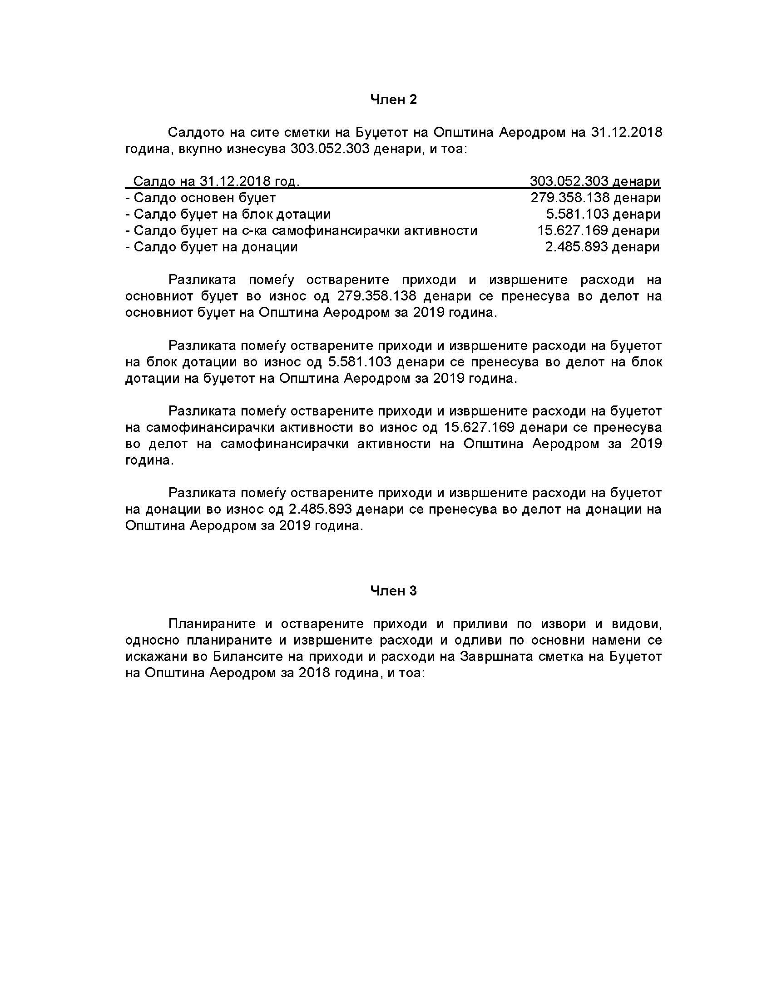 Член 2
Салдото на сите сметки на Буџетот на Општина Аеродром на 31.12.2018
година, вкупно изнесува 303.052.303 денари, и тоа:
Салдо на 31.12.2018 год. 303.052.303 денари
- Салдо основен буџет 279.358.138 денари
- Салдо буџет на блок дотации 5.581.103 денари
- Салдо буџет на с-ка самофинансирачки активности 15.627.169 денари
- Салдо буџет на донации 2.485.893 денари
Разликата помеѓу остварените приходи и извршените расходи на
основниот буџет во износ од 279.358.138 денари се пренесува во делот на
основниот буџет на Општина Аеродром за 2019 година.
Разликата помеѓу остварените приходи и извршените расходи на буџетот
на блок дотации во износ од 5.581.103 денари се пренесува во делот на блок
дотации на буџетот на Општина Аеродром за 2019 година.
Разликата помеѓу остварените приходи и извршените расходи на буџетот
на самофинансирачки активности во износ од 15.627.169 денари се пренесува
во делот на самофинансирачки активности на Општина Аеродром за 2019
година.
Разликата помеѓу остварените приходи и извршените расходи на буџетот
на донации во износ од 2.485.893 денари се пренесува во делот на донации на
Општина Аеродром за 2019 година.
Член 3
Планираните и остварените приходи и приливи по извори и видови,
односно планираните и извршените расходи и одливи по основни намени се
искажани во Билансите на приходи и расходи на Завршната сметка на Буџетот
на Општина Аеродром за 2018 година, и тоа: